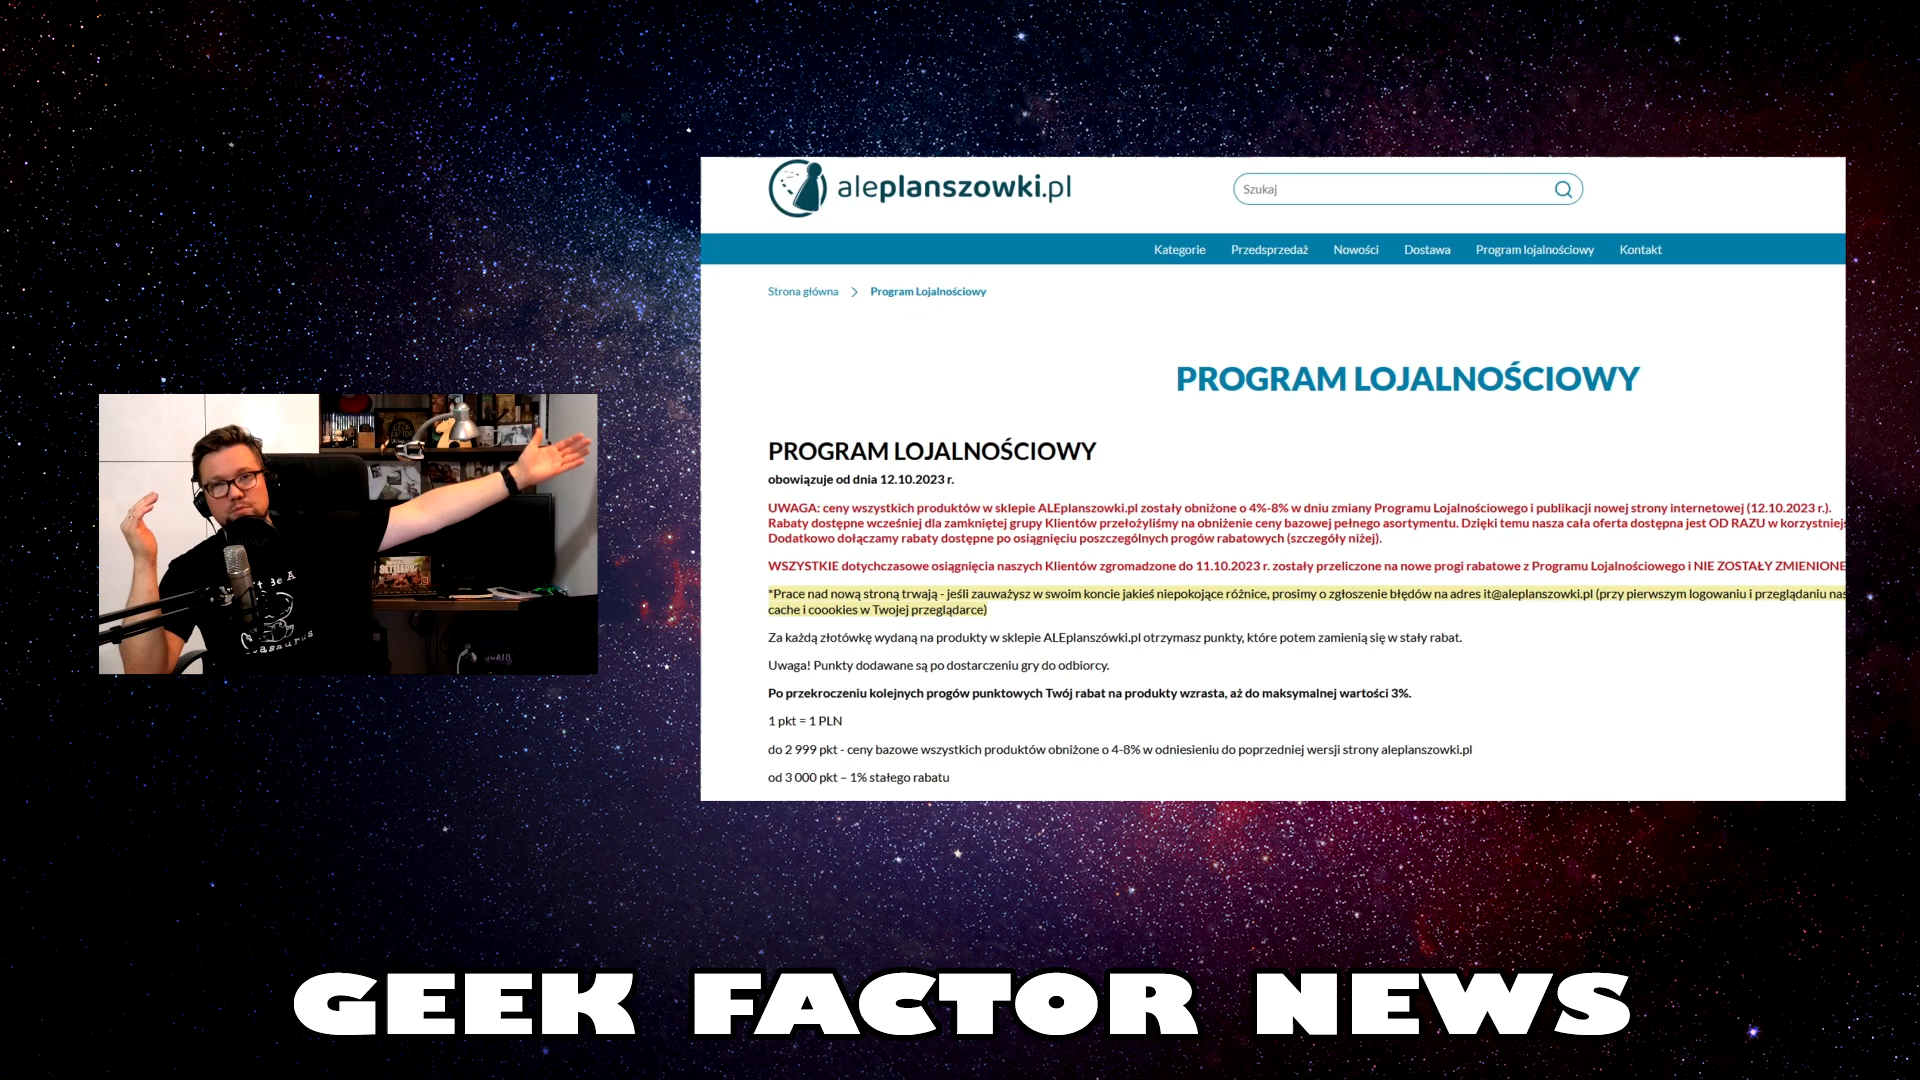 aleplanszowki.pl
Szukaj
Kategorie Przedsprzedaż Nowości Dostawa Program lojalnościowy Kontakt
Strona główna Program Lojalnościowy
PROGRAM LOJALNOŚCIOWY
PROGRAM LOJALNOŚCIOWY
obowiązuje od dnia 12.10.2023 r.
UWAGA: ceny wszystkich produktów w sklepie ALEplanszowki.pl zostały obniżone o 4%-8% w dniu zmiany Programu Lojalnościowego i publikacji nowej strony internetowej (12.10.2023 r.).
Rabaty dostępne wcześniej dla zamkniętej grupy Klientów przełożyliśmy na obniżenie ceny bazowej pełnego asortymentu. Dzięki temu nasza cała oferta dostępna jest OD RAZU w korzystniejs
Dodatkowo dołączamy rabaty dostępne po osiągnięciu poszczególnych progów rabatowych (szczegóły niżej).
WSZYSTKIE dotychczasowe osiągnięcia naszych Klientów zgromadzone do 11.10.2023 r. zostały przeliczone na nowe progi rabatowe z Programu Lojalnościowego i NIE ZOSTAŁY ZMIENIONE
*Prace nad nową stroną trwają - jeśli zauważysz w swoim koncie jakieś niepokojące różnice, prosimy o zgłoszenie błędów na adres it@aleplanszowki.pl (przy pierwszym logowaniu i przeglądaniu nas
cache i coookies w Twojej przeglądarce)
Za każdą złotówkę wydaną na produkty w sklepie ALEplanszówki.pl otrzymasz punkty, które potem zamienią się w stały rabat.
Uwaga! Punkty dodawane są po dostarczeniu gry do odbiorcy.
Po przekroczeniu kolejnych progów punktowych Twój rabat na produkty wzrasta, aż do maksymalnej wartości 3%.
1 pkt = 1 PLN
do 2 999 pkt - ceny bazowe wszystkich produktów obniżone o 4-8% w odniesieniu do poprzedniej wersji strony aleplanszowki.pl
od 3 000 pkt – 1% stałego rabatu
GEEK FACTOR NEWS